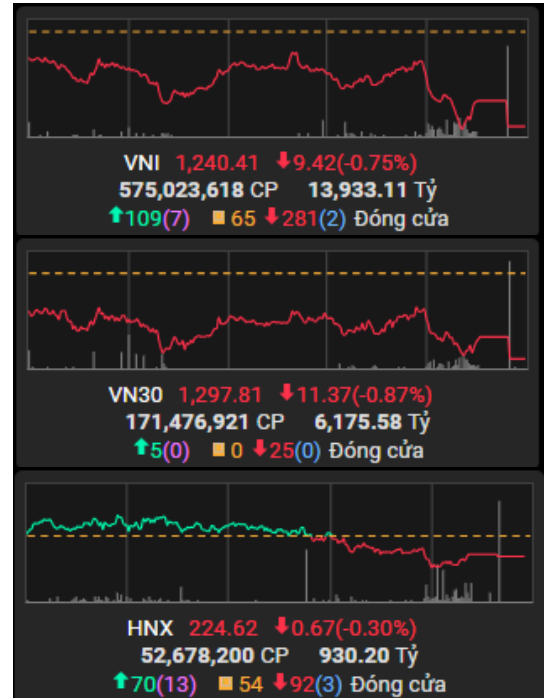 VNI 1,240.41 9.42(-0.75%)
575,023,618 CP 13,933.11 Tỷ
109(7) 65 281(2) Đóng cửa
VN30 1,297.81 11.37(-0.87%)
171,476,921 CP 6,175.58 Tỷ
5(0) 0 25(0) Đóng cửa
HNX 224.62 0.67(-0.30%)
52,678,200 CP 930.20 Tỷ
70(13) 54 92(3) Đóng cửa